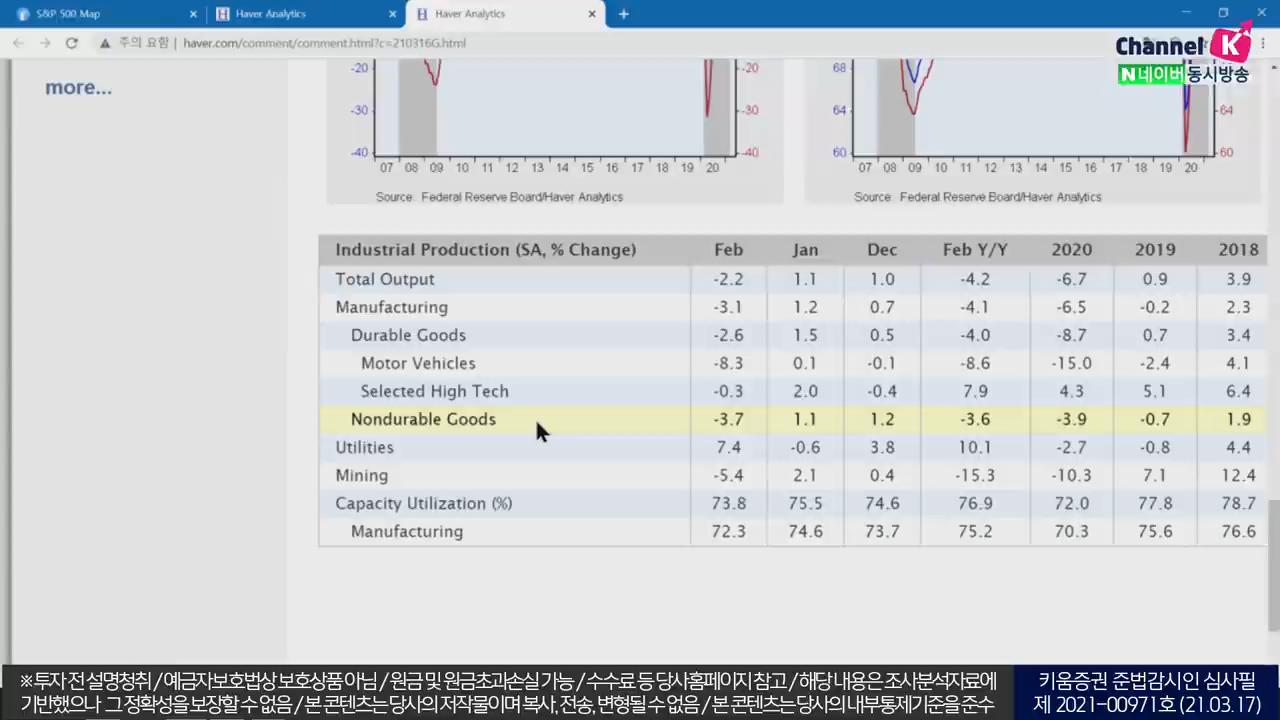 S&P 500 Map
Haver Analytics
Haver Analytics
주의 요함 | haver.com/comment/comment.html?c=210316G.html
Channel K
N 네이버 동시방송
more...
-20 -20
-30 -30
-40 -40
07 08 09 10 11 12 13 14 15 16 17 18 19 20
Source: Federal Reserve Board/Haver Analytics
68
64 64
60 60
07 08 09 10 11 12 13 14 15 16 17 18 19 20
Source: Federal Reserve Board/Haver Analytics
Industrial Production (SA, % Change) Feb Jan Dec Feb Y/Y 2020 2019 2018
Total Output -2.2 1.1 1.0 -4.2 -6.7 0.9 3.9
Manufacturing -3.1 1.2 0.7 -4.1 -6.5 -0.2 2.3
Durable Goods -2.6 1.5 0.5 -4.0 -8.7 0.7 3.4
Motor Vehicles -8.3 0.1 -0.1 -8.6 -15.0 -2.4 4.1
Selected High Tech -0.3 2.0 -0.4 7.9 4.3 5.1 6.4
Nondurable Goods -3.7 1.1 1.2 -3.6 -3.9 -0.7 1.9
Utilities 7.4 -0.6 3.8 10.1 -2.7 -0.8 4.4
Mining -5.4 2.1 0.4 -15.3 -10.3 7.1 12.4
Capacity Utilization (%) 73.8 75.5 74.6 76.9 72.0 77.8 78.7
Manufacturing 72.3 74.6 73.7 75.2 70.3 75.6 76.6
※투자 전 설명청취 / 예금자보호법상 보호상품 아님 / 원금 및 원금초과손실 가능 / 수수료 등 당사홈페이지 참고 / 해당 내용은 조사분석자료에
기반했으나 그 정확성을 보장할 수 없음 / 본 콘텐츠는 당사의 저작물이며 복사, 전송, 변형될 수 없음 / 본 콘텐츠는 당사의 내부통제기준을 준수
키움증권 준법감시인 심사필
제 2021-00971호 (21.03.17)